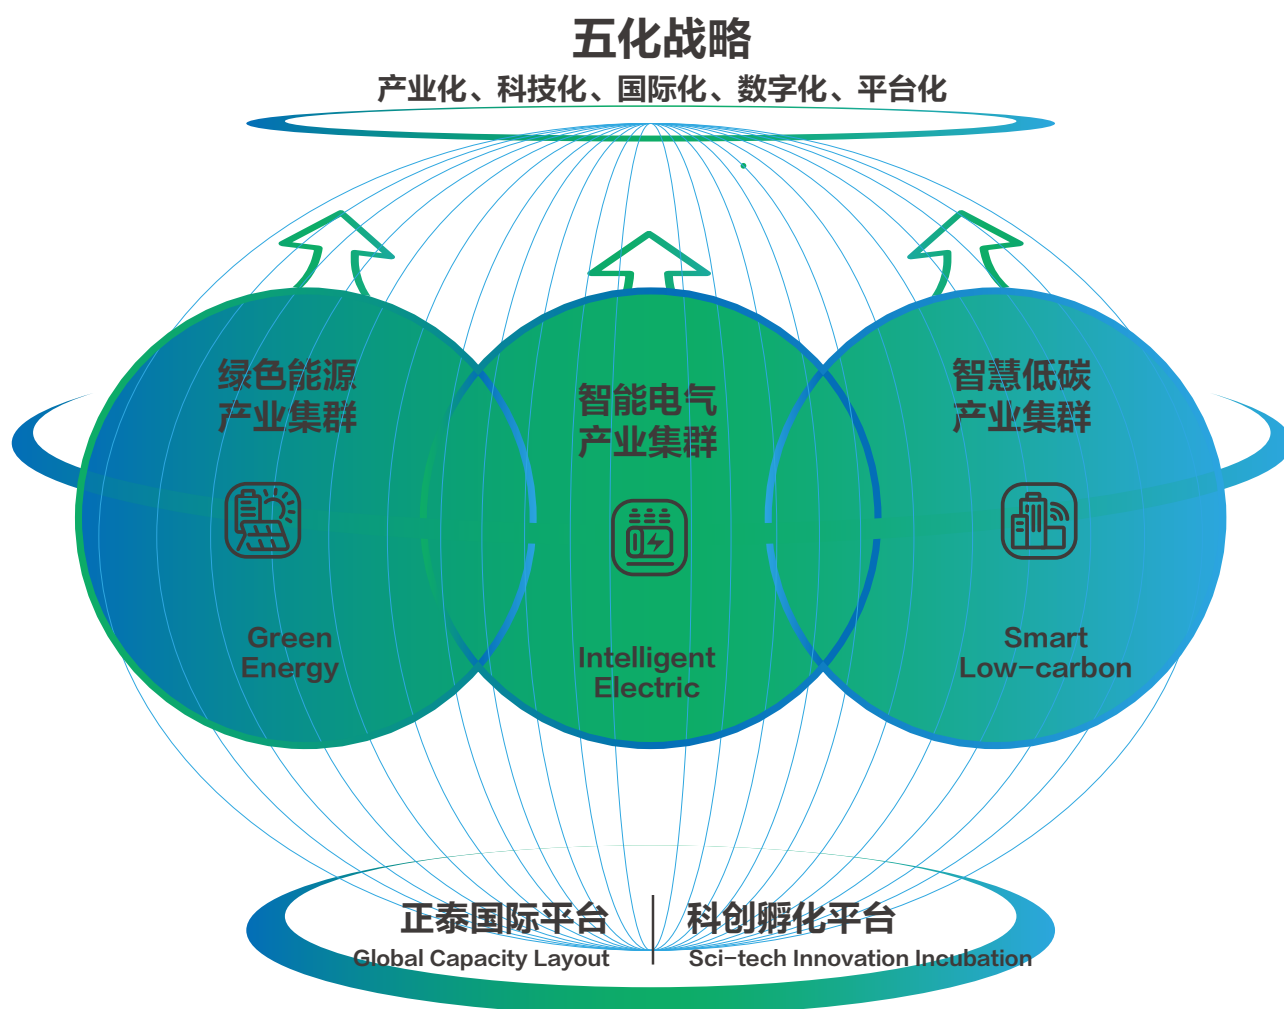 五化战略
产业化、科技化、国际化、数字化、平台化
绿色能源
产业集群
Green
Energy
智能电气
产业集群
Intelligent
Electric
智慧低碳
产业集群
Smart
Low-carbon
正泰国际平台
Global Capacity Layout
科创孵化平台
Sci-tech Innovation Incubation